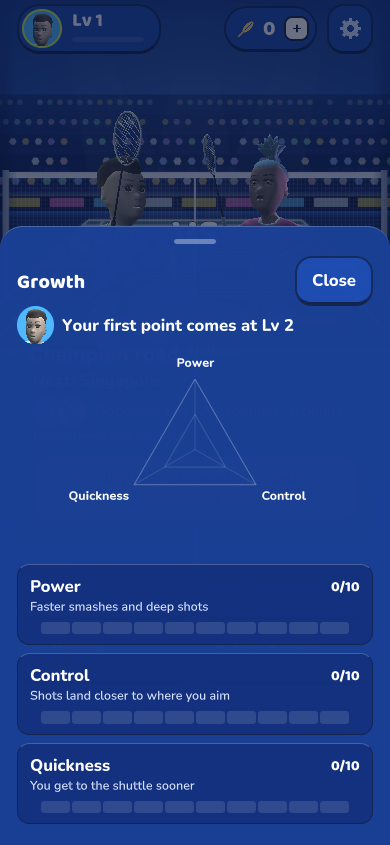 Lv 1
0
+
Growth
Close
Your first point comes at Lv 2
Power
Quickness
Control
Power
0/10
Faster smashes and deep shots
Control
0/10
Shots land closer to where you aim
Quickness
0/10
You get to the shuttle sooner